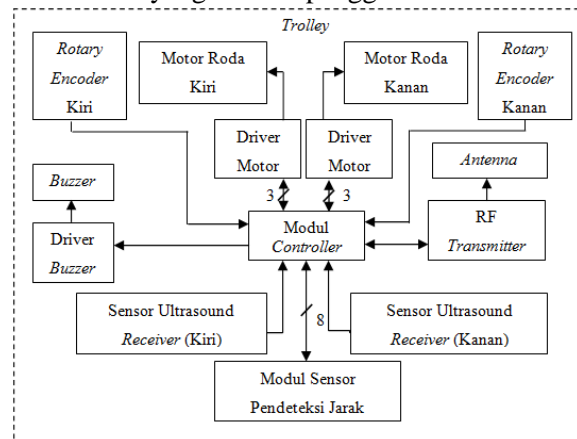 Trolley
Rotary
Encoder
Kiri
Motor Roda
Kiri
Motor Roda
Kanan
Rotary
Encoder
Kanan
Driver
Motor
Driver
Motor
Buzzer
Antenna
3
3
Driver
Buzzer
Modul
Controller
RF
Transmitter
Sensor Ultrasound
Receiver (Kiri)
8
Sensor Ultrasound
Receiver (Kanan)
Modul Sensor
Pendeteksi Jarak